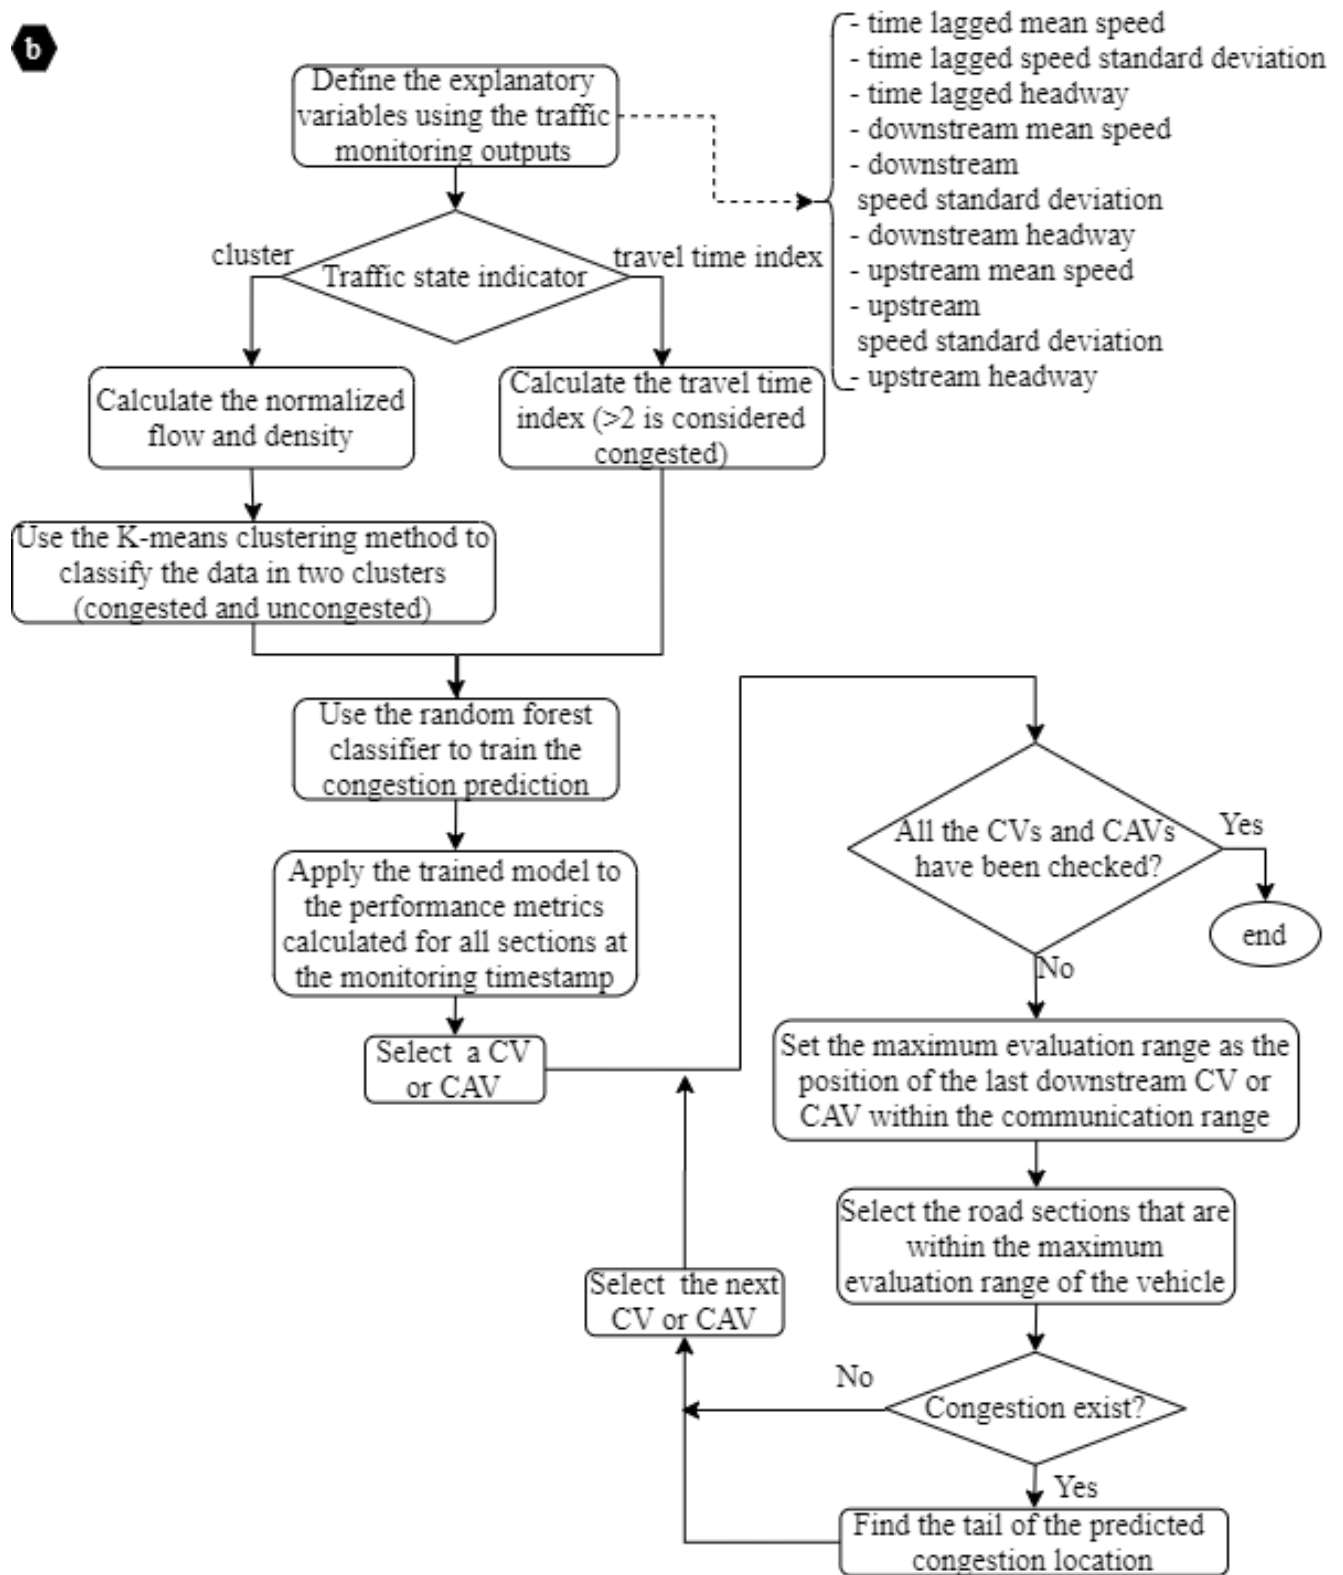 b
Define the explanatory
variables using the traffic
monitoring outputs
- time lagged mean speed
- time lagged speed standard deviation
- time lagged headway
- downstream mean speed
- downstream
speed standard deviation
- downstream headway
- upstream mean speed
- upstream
speed standard deviation
- upstream headway
cluster
Traffic state indicator
travel time index
Calculate the normalized
flow and density
Calculate the travel time
index (>2 is considered
congested)
Use the K-means clustering method to
classify the data in two clusters
(congested and uncongested)
Use the random forest
classifier to train the
congestion prediction
Apply the trained model to
the performance metrics
calculated for all sections at
the monitoring timestamp
Select a CV
or CAV
All the CVs and CAVs
have been checked?
Yes
end
No
Set the maximum evaluation range as the
position of the last downstream CV or
CAV within the communication range
Select the road sections that are
within the maximum
evaluation range of the vehicle
Select the next
CV or CAV
No
Congestion exist?
Yes
Find the tail of the predicted
congestion location